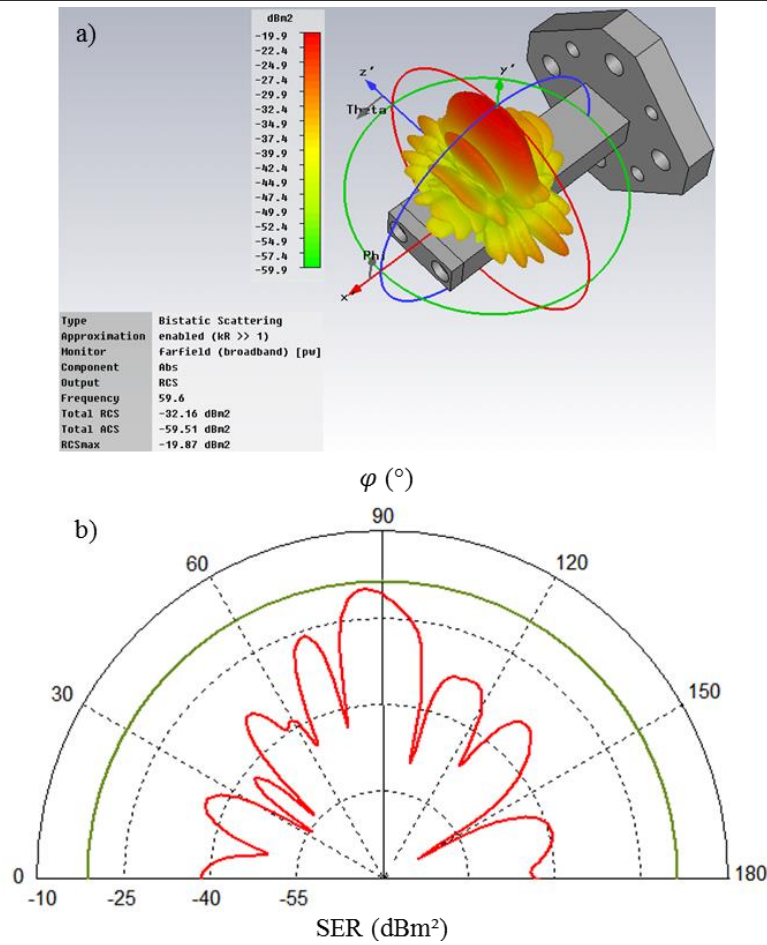 a)
dBm2
-19.9
-22.4
-24.9
-27.4
-29.9
-32.4
-34.9
-37.4
-39.9
-42.4
-44.9
-47.4
-49.9
-52.4
-54.9
-57.4
-59.9
z'
y'
Theta
Phi
x
Type Bistatic Scattering
Approximation enabled (kR >> 1)
Monitor farfield (broadband) [pw]
Component Abs
Output RCS
Frequency 59.6
Total RCS -32.16 dBm2
Total ACS -59.51 dBm2
RCSmax -19.87 dBm2
φ (°)
b)
90
60 120
30 150
0 180
-10 -25 -40 -55
SER (dBm²)